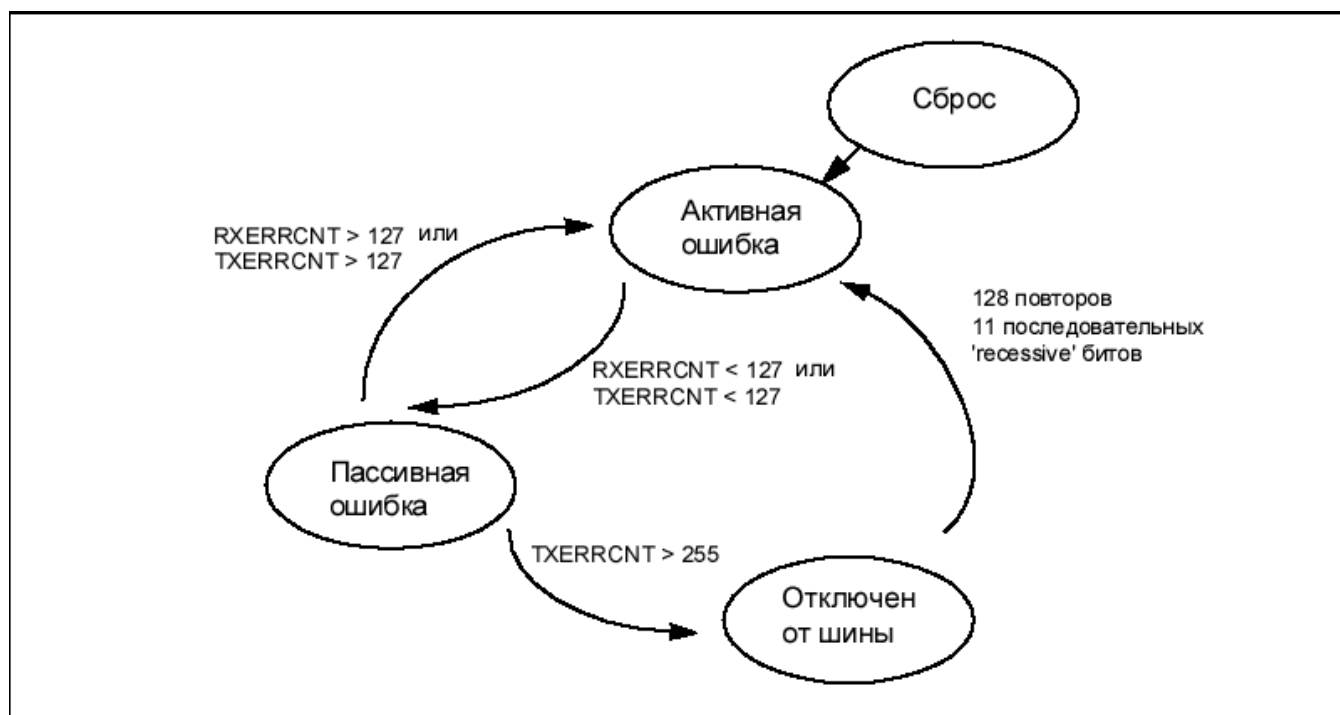 Сброс
Активная
ошибка
RXERRCNT > 127 или
TXERRCNT > 127
128 повторов
11 последовательных
'recessive' битов
RXERRCNT < 127 или
TXERRCNT < 127
Пассивная
ошибка
TXERRCNT > 255
Отключен
от шины